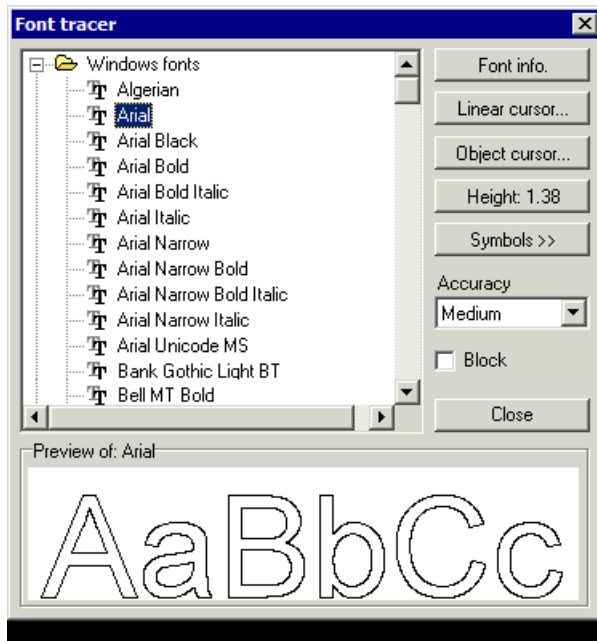 Font tracer
Windows fonts
Algerian
Arial
Arial Black
Arial Bold
Arial Bold Italic
Arial Italic
Arial Narrow
Arial Narrow Bold
Arial Narrow Bold Italic
Arial Narrow Italic
Arial Unicode MS
Bank Gothic Light BT
Bell MT Bold
Font info.
Linear cursor...
Object cursor...
Height: 1.38
Symbols >>
Accuracy
Medium
Block
Close
Preview of: Arial
AaBbCc